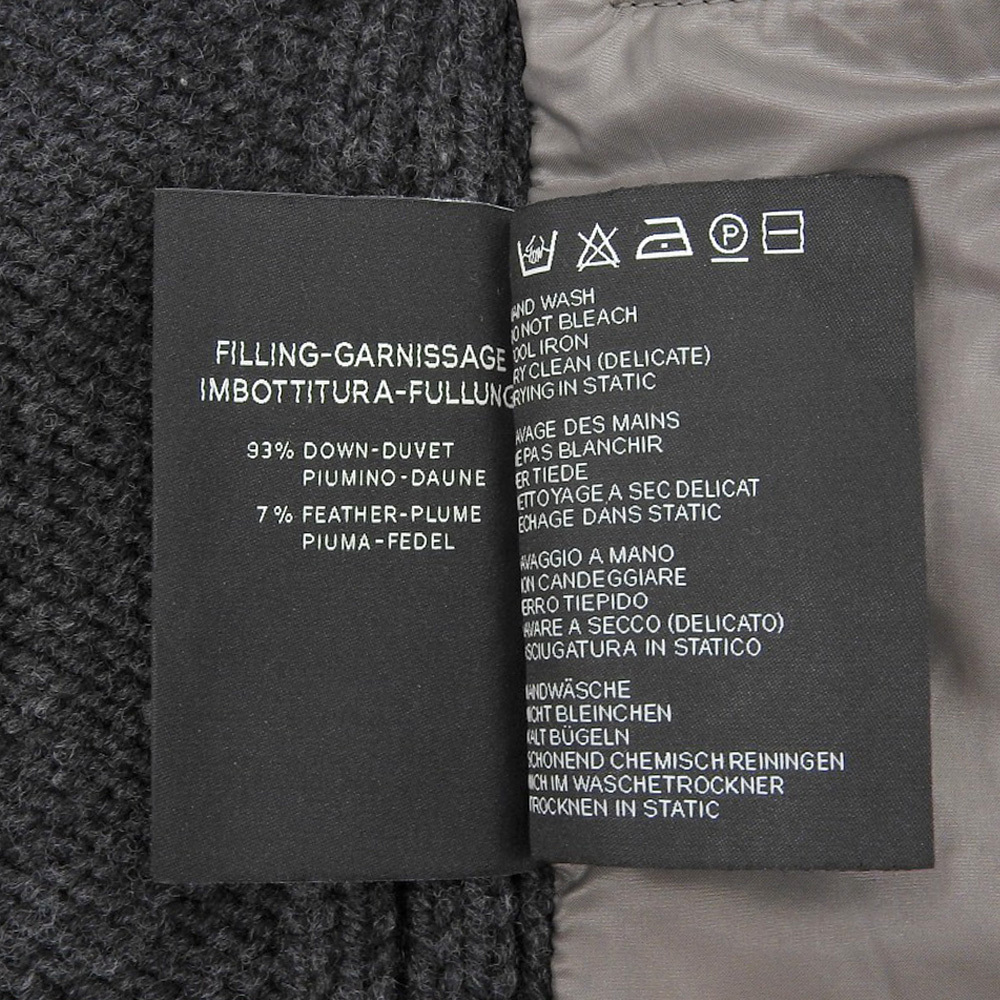 FILLING-GARNISSAGE
IMBOTTITURA-FULLUNG
93% DOWN-DUVET
PIUMINO-DAUNE
7% FEATHER-PLUME
PIUMA-FEDEL
P
AND WASH
O NOT BLEACH
OOL IRON
RY CLEAN (DELICATE)
RYING IN STATIC
AVAGE DES MAINS
E PAS BLANCHIR
ER TIEDE
ETTOYAGE A SEC DELICAT
ECHAGE DANS STATIC
AVAGGIO A MANO
ON CANDEGGIARE
ERRO TIEPIDO
AVARE A SECCO (DELICATO)
SCIUGATURA IN STATICO
ANDWÄSCHE
ICHT BLEINCHEN
KALT BÜGELN
SCHONEND CHEMISCH REININGEN
ICH IM WASCHETROCKNER
TROCKNEN IN STATIC